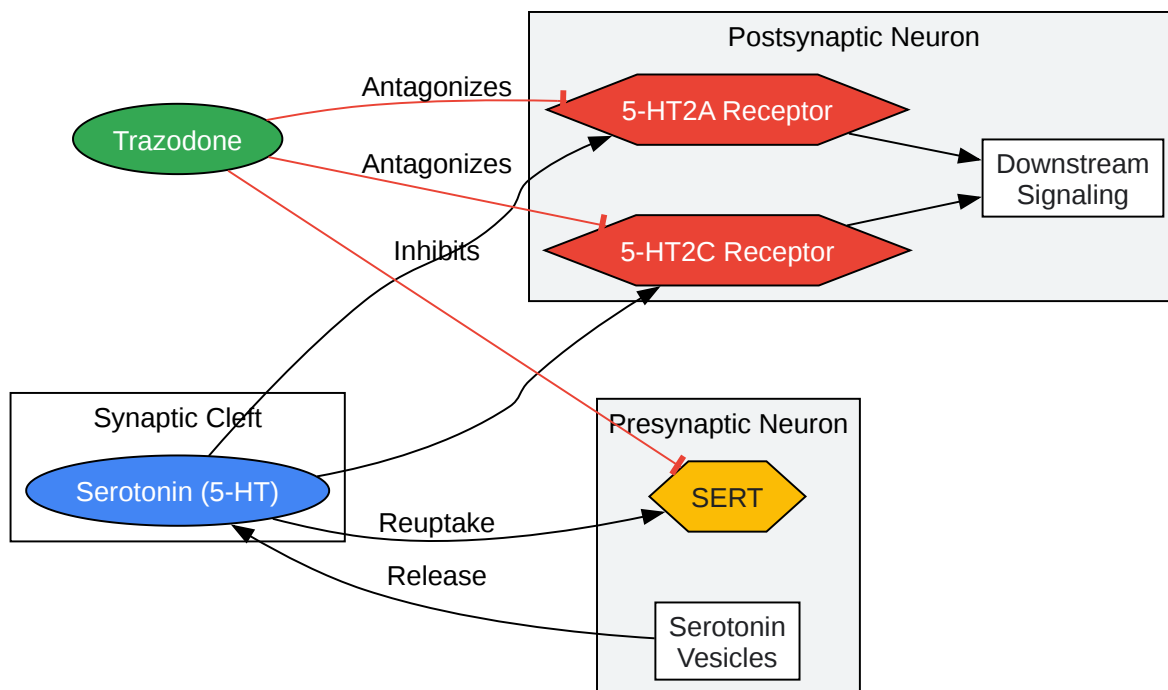 Postsynaptic Neuron
Antagonizes
5-HT2A Receptor
Trazodone
Antagonizes
Downstream
Signaling
Inhibits
5-HT2C Receptor
Synaptic Cleft
Presynaptic Neuron
Serotonin (5-HT)
SERT
Reuptake
Release
Serotonin
Vesicles